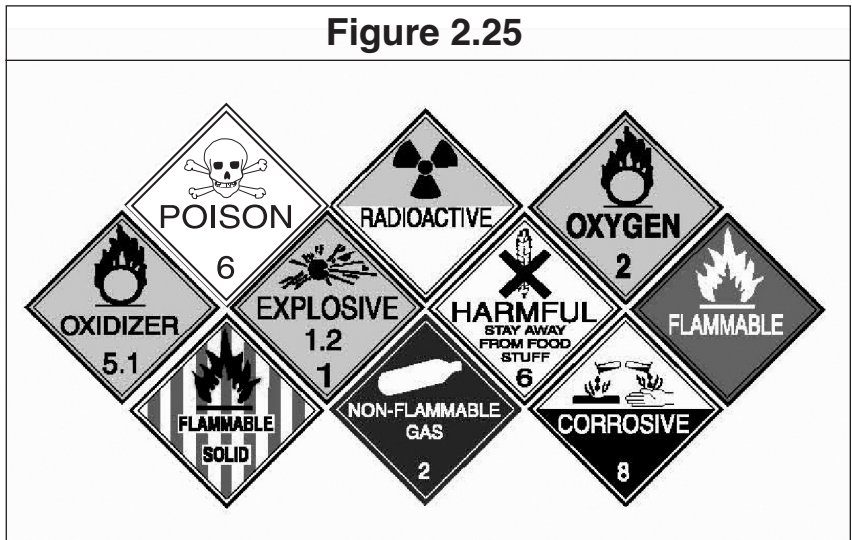 Figure 2.25
POISON
6
RADIOACTIVE
OXYGEN
2
OXIDIZER
5.1
EXPLOSIVE
1.2
1
HARMFUL
STAY AWAY
FROM FOOD
STUFF
6
FLAMMABLE
FLAMMABLE
SOLID
NON-FLAMMABLE
GAS
2
CORROSIVE
8